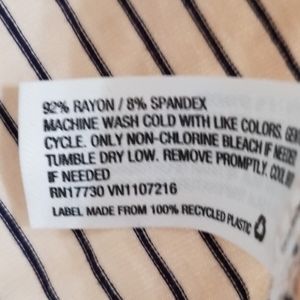 92% RAYON / 8% SPANDEX
MACHINE WASH COLD WITH LIKE COLORS.
CYCLE. ONLY NON-CHLORINE BLEACH IF NEEDED
TUMBLE DRY LOW. REMOVE PROMPTLY. COOL
IF NEEDED
RN17730 VN1107216
LABEL MADE FROM 100% RECYCLED PLASTIC